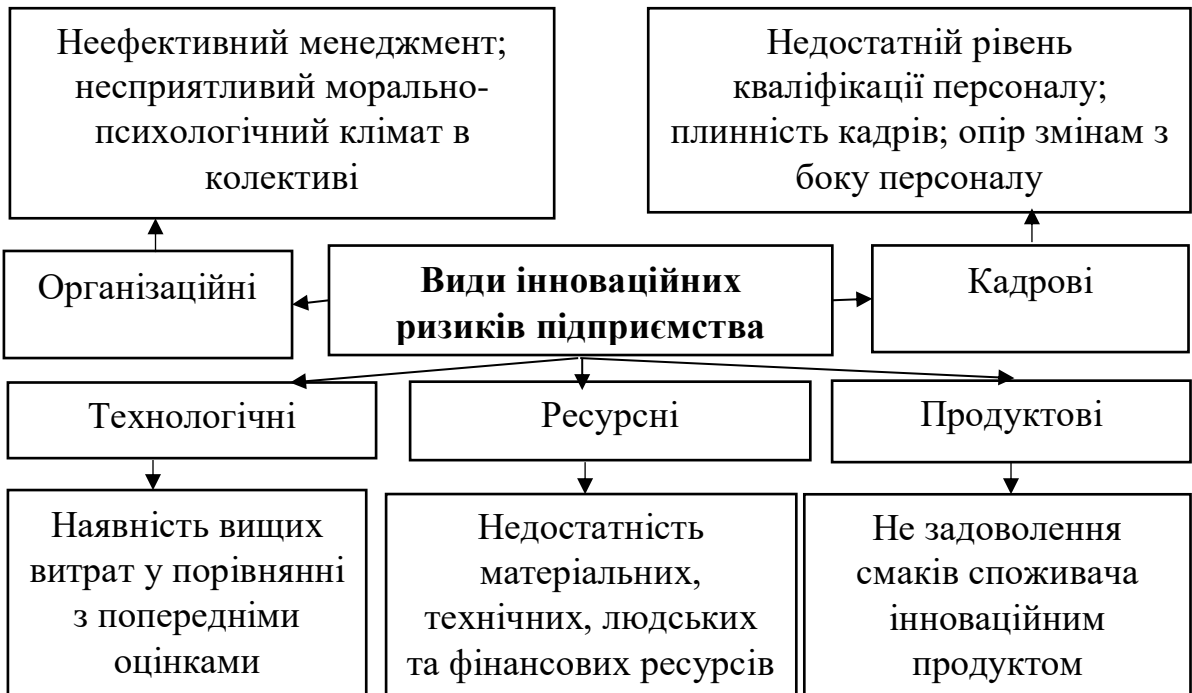 Неефективний менеджмент;
несприятливий морально-
психологічний клімат в
колективі
Недостатній рівень
кваліфікації персоналу;
плинність кадрів; опір змінам з
боку персоналу
Організаційні
Види інноваційних
ризиків підприємства
Кадрові
Технологічні
Ресурсні
Продуктові
Наявність вищих
витрат у порівнянні
з попередніми
оцінками
Недостатність
матеріальних,
технічних, людських
та фінансових ресурсів
Не задоволення
смаків споживача
інноваційним
продуктом